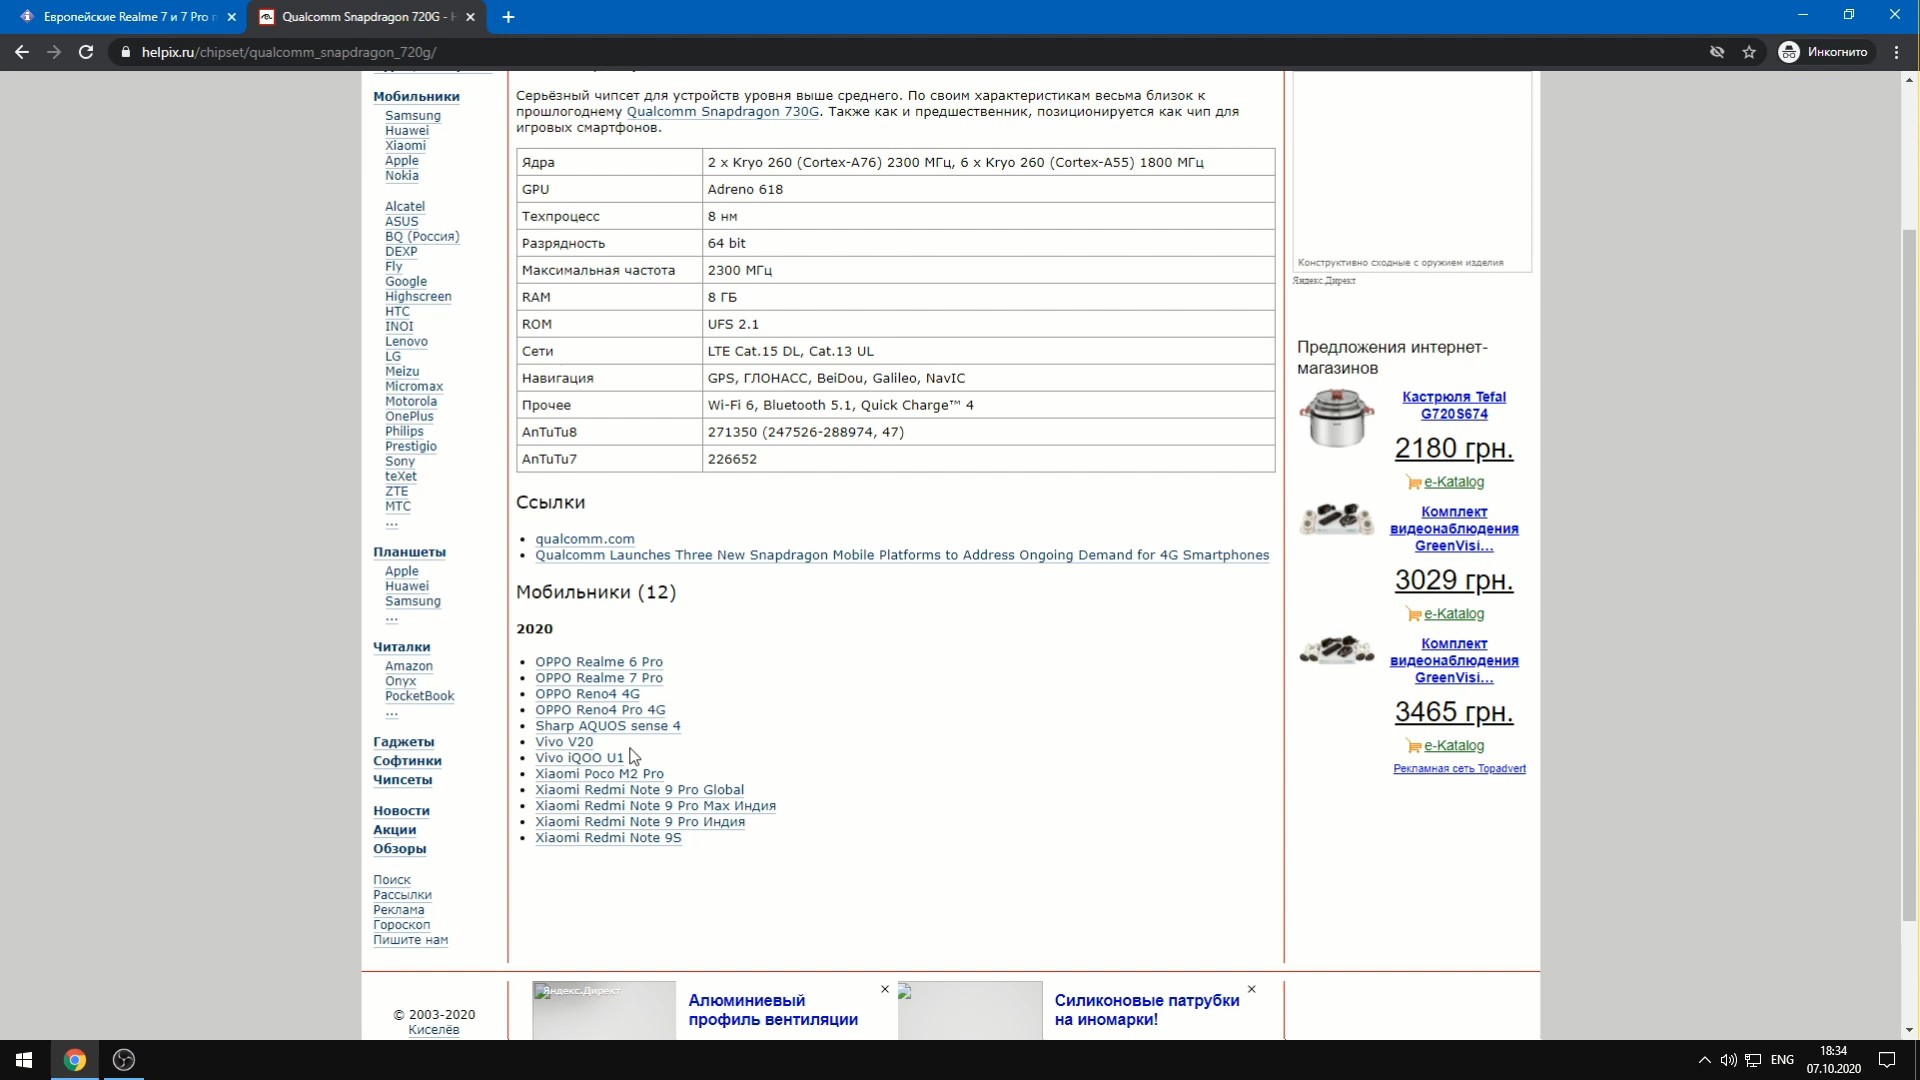 Европейские Realme 7 и 7 Pro п
Qualcomm Snapdragon 720G - H
helpix.ru/chipset/qualcomm_snapdragon_720g/
Инкогнито
Мобильники
Samsung
Huawei
Xiaomi
Apple
Nokia
Alcatel
ASUS
BQ (Россия)
DEXP
Fly
Google
Highscreen
HTC
INOI
Lenovo
LG
Meizu
Micromax
Motorola
OnePlus
Philips
Prestigio
Sony
teXet
ZTE
МТС
...
Планшеты
Apple
Huawei
Samsung
...
Читалки
Amazon
Onyx
PocketBook
...
Гаджеты
Софтинки
Чипсеты
Новости
Акции
Обзоры
Поиск
Рассылки
Реклама
Гороскоп
Пишите нам
© 2003-2020
Киселёв
Серьёзный чипсет для устройств уровня выше среднего. По своим характеристикам весьма близок к
прошлогоднему Qualcomm Snapdragon 730G. Также как и предшественник, позиционируется как чип для
игровых смартфонов.
Ядра 2 x Kryo 260 (Cortex-A76) 2300 МГц, 6 x Kryo 260 (Cortex-A55) 1800 МГц
GPU Adreno 618
Техпроцесс 8 нм
Разрядность 64 bit
Максимальная частота 2300 МГц
RAM 8 ГБ
ROM UFS 2.1
Сети LTE Cat.15 DL, Cat.13 UL
Навигация GPS, ГЛОНАСС, BeiDou, Galileo, NavIC
Прочее Wi-Fi 6, Bluetooth 5.1, Quick Charge™ 4
AnTuTu8 271350 (247526-288974, 47)
AnTuTu7 226652
Ссылки
• qualcomm.com
• Qualcomm Launches Three New Snapdragon Mobile Platforms to Address Ongoing Demand for 4G Smartphones
Мобильники (12)
2020
• OPPO Realme 6 Pro
• OPPO Realme 7 Pro
• OPPO Reno4 4G
• OPPO Reno4 Pro 4G
• Sharp AQUOS sense 4
• Vivo V20
• Vivo iQOO U1
• Xiaomi Poco M2 Pro
• Xiaomi Redmi Note 9 Pro Global
• Xiaomi Redmi Note 9 Pro Max Индия
• Xiaomi Redmi Note 9 Pro Индия
• Xiaomi Redmi Note 9S
Яндекс.Директ
Алюминиевый
профиль вентиляции
Силиконовые патрубки
на иномарки!
Конструктивно сходные с оружием изделия
Яндекс.Директ
Предложения интернет-
магазинов
Кастрюля Tefal
G720S674
2180 грн.
e-Katalog
Комплект
видеонаблюдения
GreenVisi...
3029 грн.
e-Katalog
Комплект
видеонаблюдения
GreenVisi...
3465 грн.
e-Katalog
Рекламная сеть Topadvert
ENG
18:34
07.10.2020